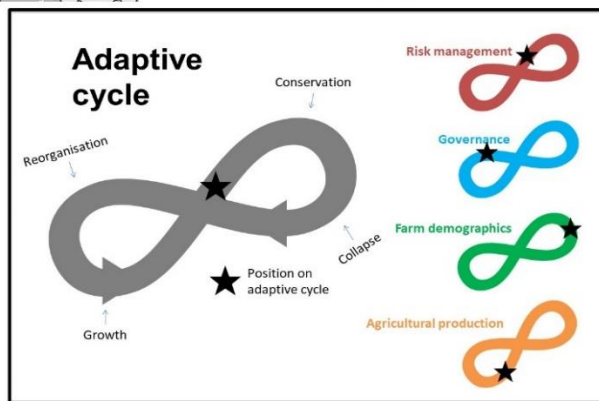 Adaptive
cycle
Conservation
Reorganisation
Collapse
Position on
adaptive cycle
Growth
Risk management
Governance
Farm demographics
Agricultural production